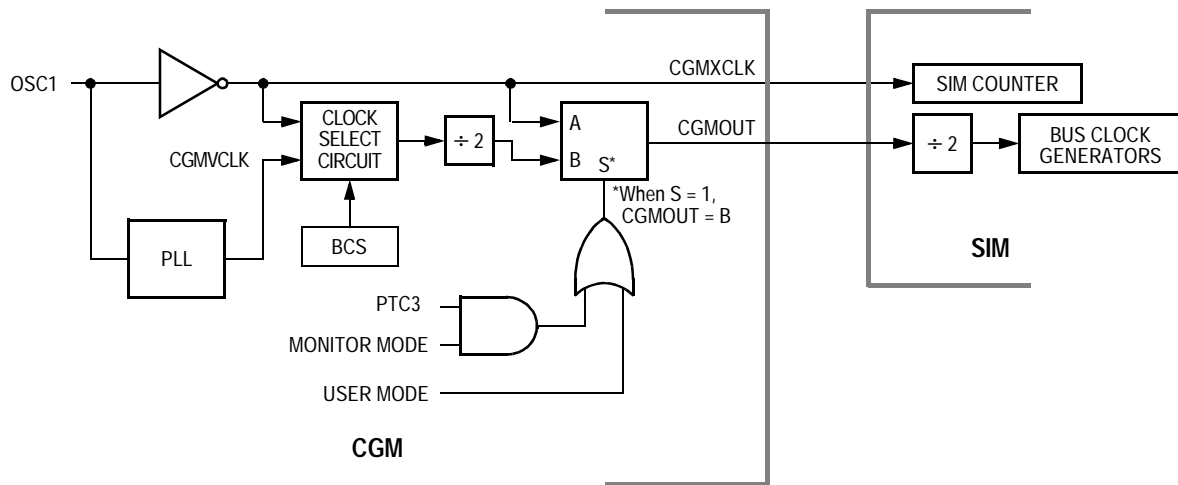 OSC1
CGMXCLK
SIM COUNTER
CLOCK
SELECT
CIRCUIT
÷ 2
A
B
S*
CGMOUT
÷ 2
BUS CLOCK
GENERATORS
CGMVCLK
*When S = 1,
CGMOUT = B
PLL
BCS
SIM
PTC3
MONITOR MODE
USER MODE
CGM